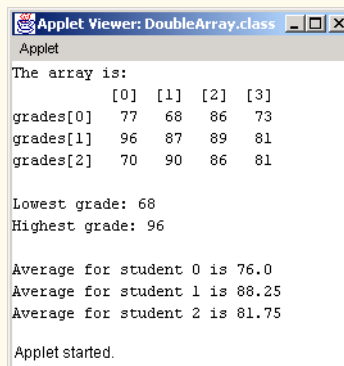 Applet Viewer: DoubleArray.class
Applet
The array is:
[0] [1] [2] [3]
grades[0] 77 68 86 73
grades[1] 96 87 89 81
grades[2] 70 90 86 81
Lowest grade: 68
Highest grade: 96
Average for student 0 is 76.0
Average for student 1 is 88.25
Average for student 2 is 81.75
Applet started.